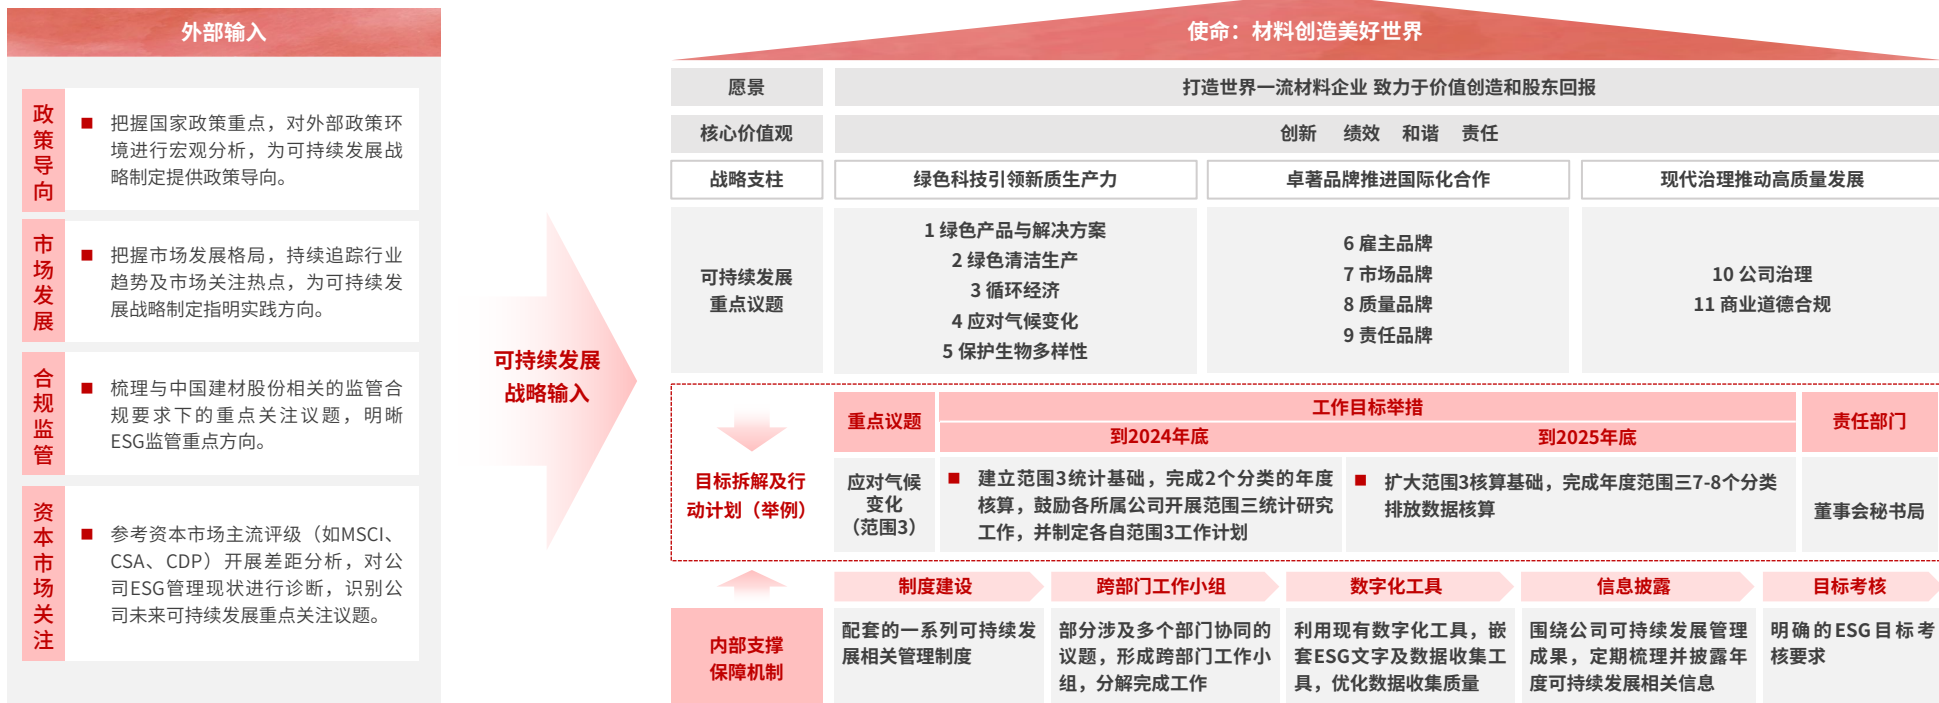 外部输入
政策导向
把握国家政策重点，对外部政策环
境进行宏观分析，为可持续发展战
略制定提供政策导向。
市场发展
把握市场发展格局，持续追踪行业
趋势及市场关注热点，为可持续发
展战略制定指明实践方向。
合规监管
梳理与中国建材股份相关的监管合
规要求下的重点关注议题，明晰
ESG监管重点方向。
资本市场关注
参考资本市场主流评级（如MSCI、
CSA、CDP）开展差距分析，对公
司ESG管理现状进行诊断，识别公
司未来可持续发展重点关注议题。
可持续发展
战略输入
使命：材料创造美好世界
愿景
打造世界一流材料企业 致力于价值创造和股东回报
核心价值观
创新 绩效 和谐 责任
战略支柱
绿色科技引领新质生产力
卓著品牌推进国际化合作
现代治理推动高质量发展
可持续发展
重点议题
1 绿色产品与解决方案
2 绿色清洁生产
3 循环经济
4 应对气候变化
5 保护生物多样性
6 雇主品牌
7 市场品牌
8 质量品牌
9 责任品牌
10 公司治理
11 商业道德合规
目标拆解及行
动计划（举例）
重点议题
工作目标举措
到2024年底
到2025年底
责任部门
应对气候
变化
（范围3）
建立范围3统计基础，完成2个分类的年度
核算，鼓励各所属公司开展范围三统计研究
工作，并制定各自范围3工作计划
扩大范围3核算基础，完成年度范围三7-8个分类
排放数据核算
董事会秘书局
内部支撑
保障机制
制度建设
配套的一系列可持续发
展相关管理制度
跨部门工作小组
部分涉及多个部门协同的
议题，形成跨部门工作小
组，分解完成工作
数字化工具
利用现有数字化工具，嵌
套ESG文字及数据收集工
具，优化数据收集质量
信息披露
围绕公司可持续发展管理
成果，定期梳理并披露年
度可持续发展相关信息
目标考核
明确的ESG目标考
核要求